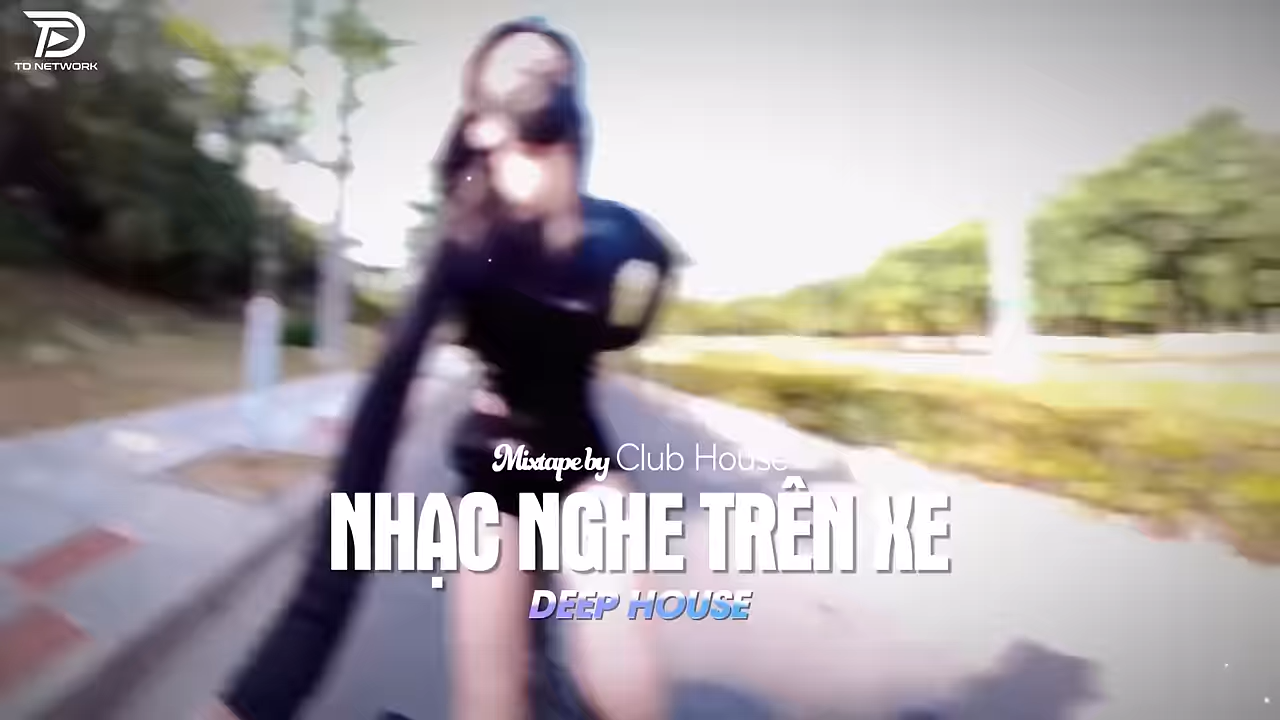 TD NETWORK
Mixtape by Club House
NHẠC NGHE TRÊN XE
DEEP HOUSE